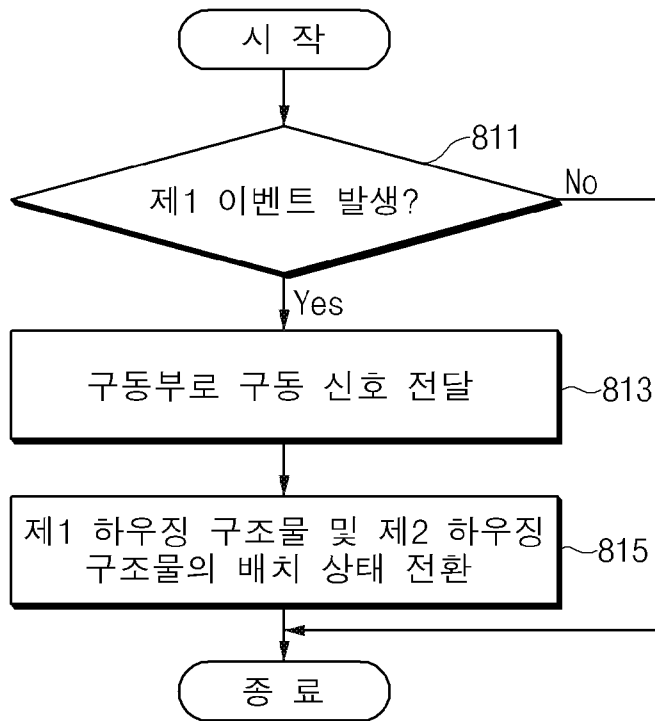 시 작
811
제1 이벤트 발생?
No
Yes
구동부로 구동 신호 전달
813
제1 하우징 구조물 및 제2 하우징
구조물의 배치 상태 전환
815
종 료